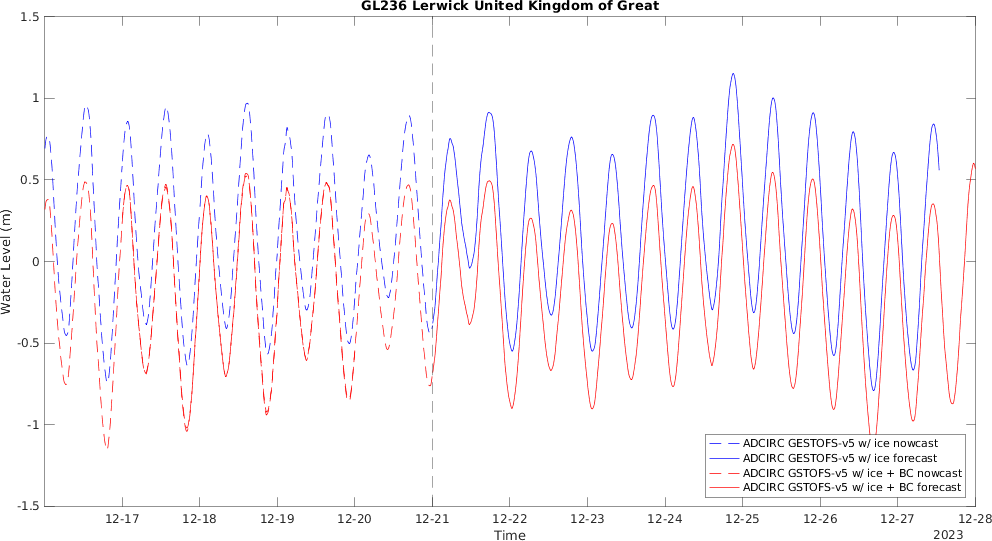 GL236 Lerwick United Kingdom of Great
1.5
1
0.5
0
-0.5
-1
-1.5
Water Level (m)
ADCIRC GESTOFS-v5 w/ ice nowcast
ADCIRC GESTOFS-v5 w/ ice forecast
ADCIRC GSTOFS-v5 w/ ice + BC nowcast
ADCIRC GSTOFS-v5 w/ ice + BC forecast
12-17 12-18 12-19 12-20 12-21 12-22 12-23 12-24 12-25 12-26 12-27 12-28
Time
2023